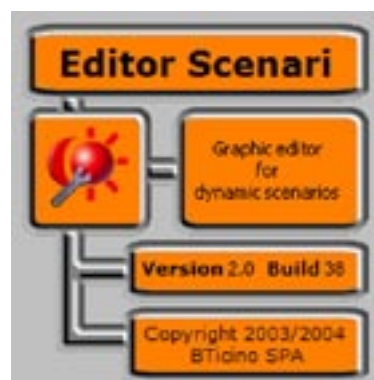 Editor Scenari
Graphic editor
for
dynamic scenarios
Version 2.0 Build 38
Copyright 2003/2004
BTicino SPA